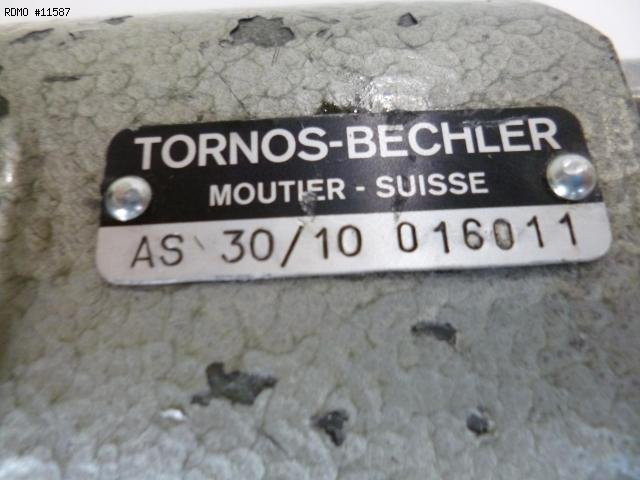 RDMO #11587
TORNOS-BECHLER
MOUTIER - SUISSE
AS 30/10 016011